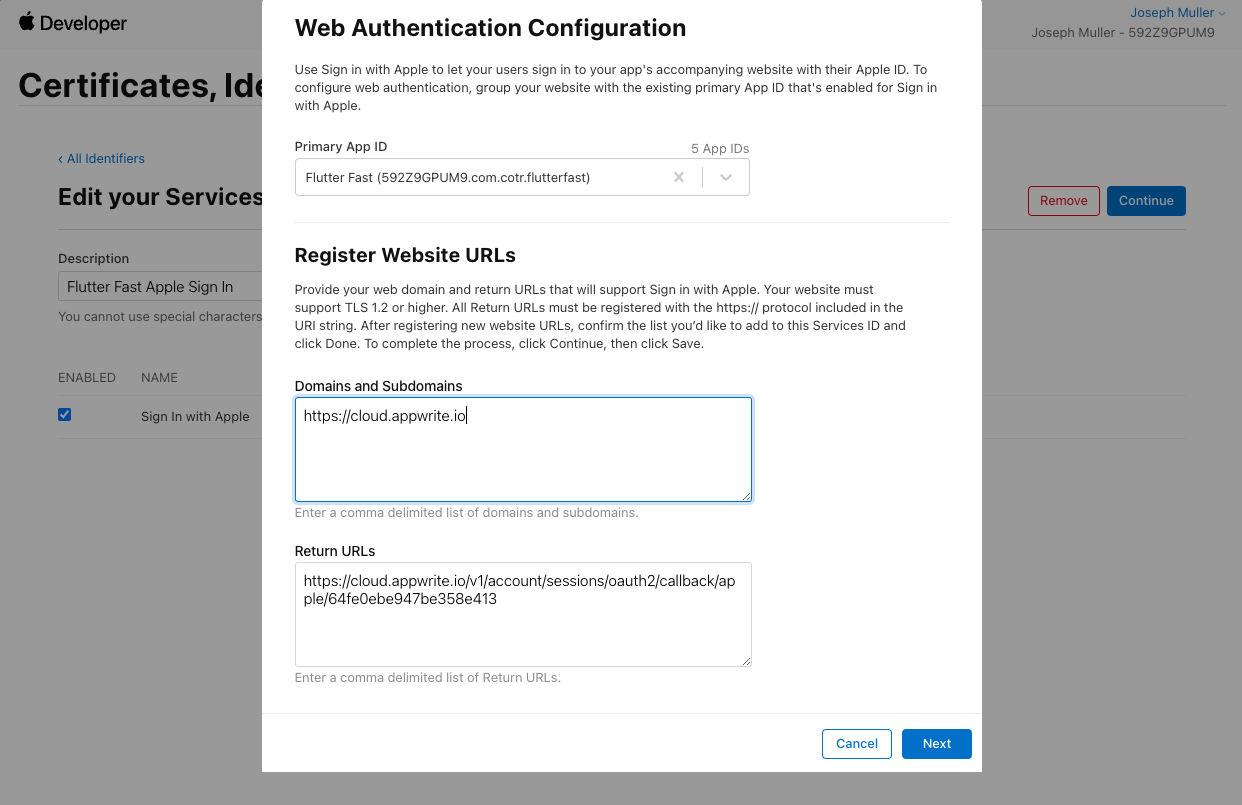 Developer
Joseph Muller
Joseph Muller - 592Z9GPUM9
Certificates, Ide
‹ All Identifiers
Edit your Services
Remove
Continue
Description
Flutter Fast Apple Sign In
You cannot use special characters
ENABLED NAME
Sign In with Apple
Web Authentication Configuration
Use Sign in with Apple to let your users sign in to your app's accompanying website with their Apple ID. To
configure web authentication, group your website with the existing primary App ID that's enabled for Sign in
with Apple.
Primary App ID
5 App IDs
Flutter Fast (592Z9GPUM9.com.cotr.flutterfast)
Register Website URLs
Provide your web domain and return URLs that will support Sign in with Apple. Your website must
support TLS 1.2 or higher. All Return URLs must be registered with the https:// protocol included in the
URI string. After registering new website URLs, confirm the list you’d like to add to this Services ID and
click Done. To complete the process, click Continue, then click Save.
Domains and Subdomains
https://cloud.appwrite.io
Enter a comma delimited list of domains and subdomains.
Return URLs
https://cloud.appwrite.io/v1/account/sessions/oauth2/callback/ap
ple/64fe0ebe947be358e413
Enter a comma delimited list of Return URLs.
Cancel
Next